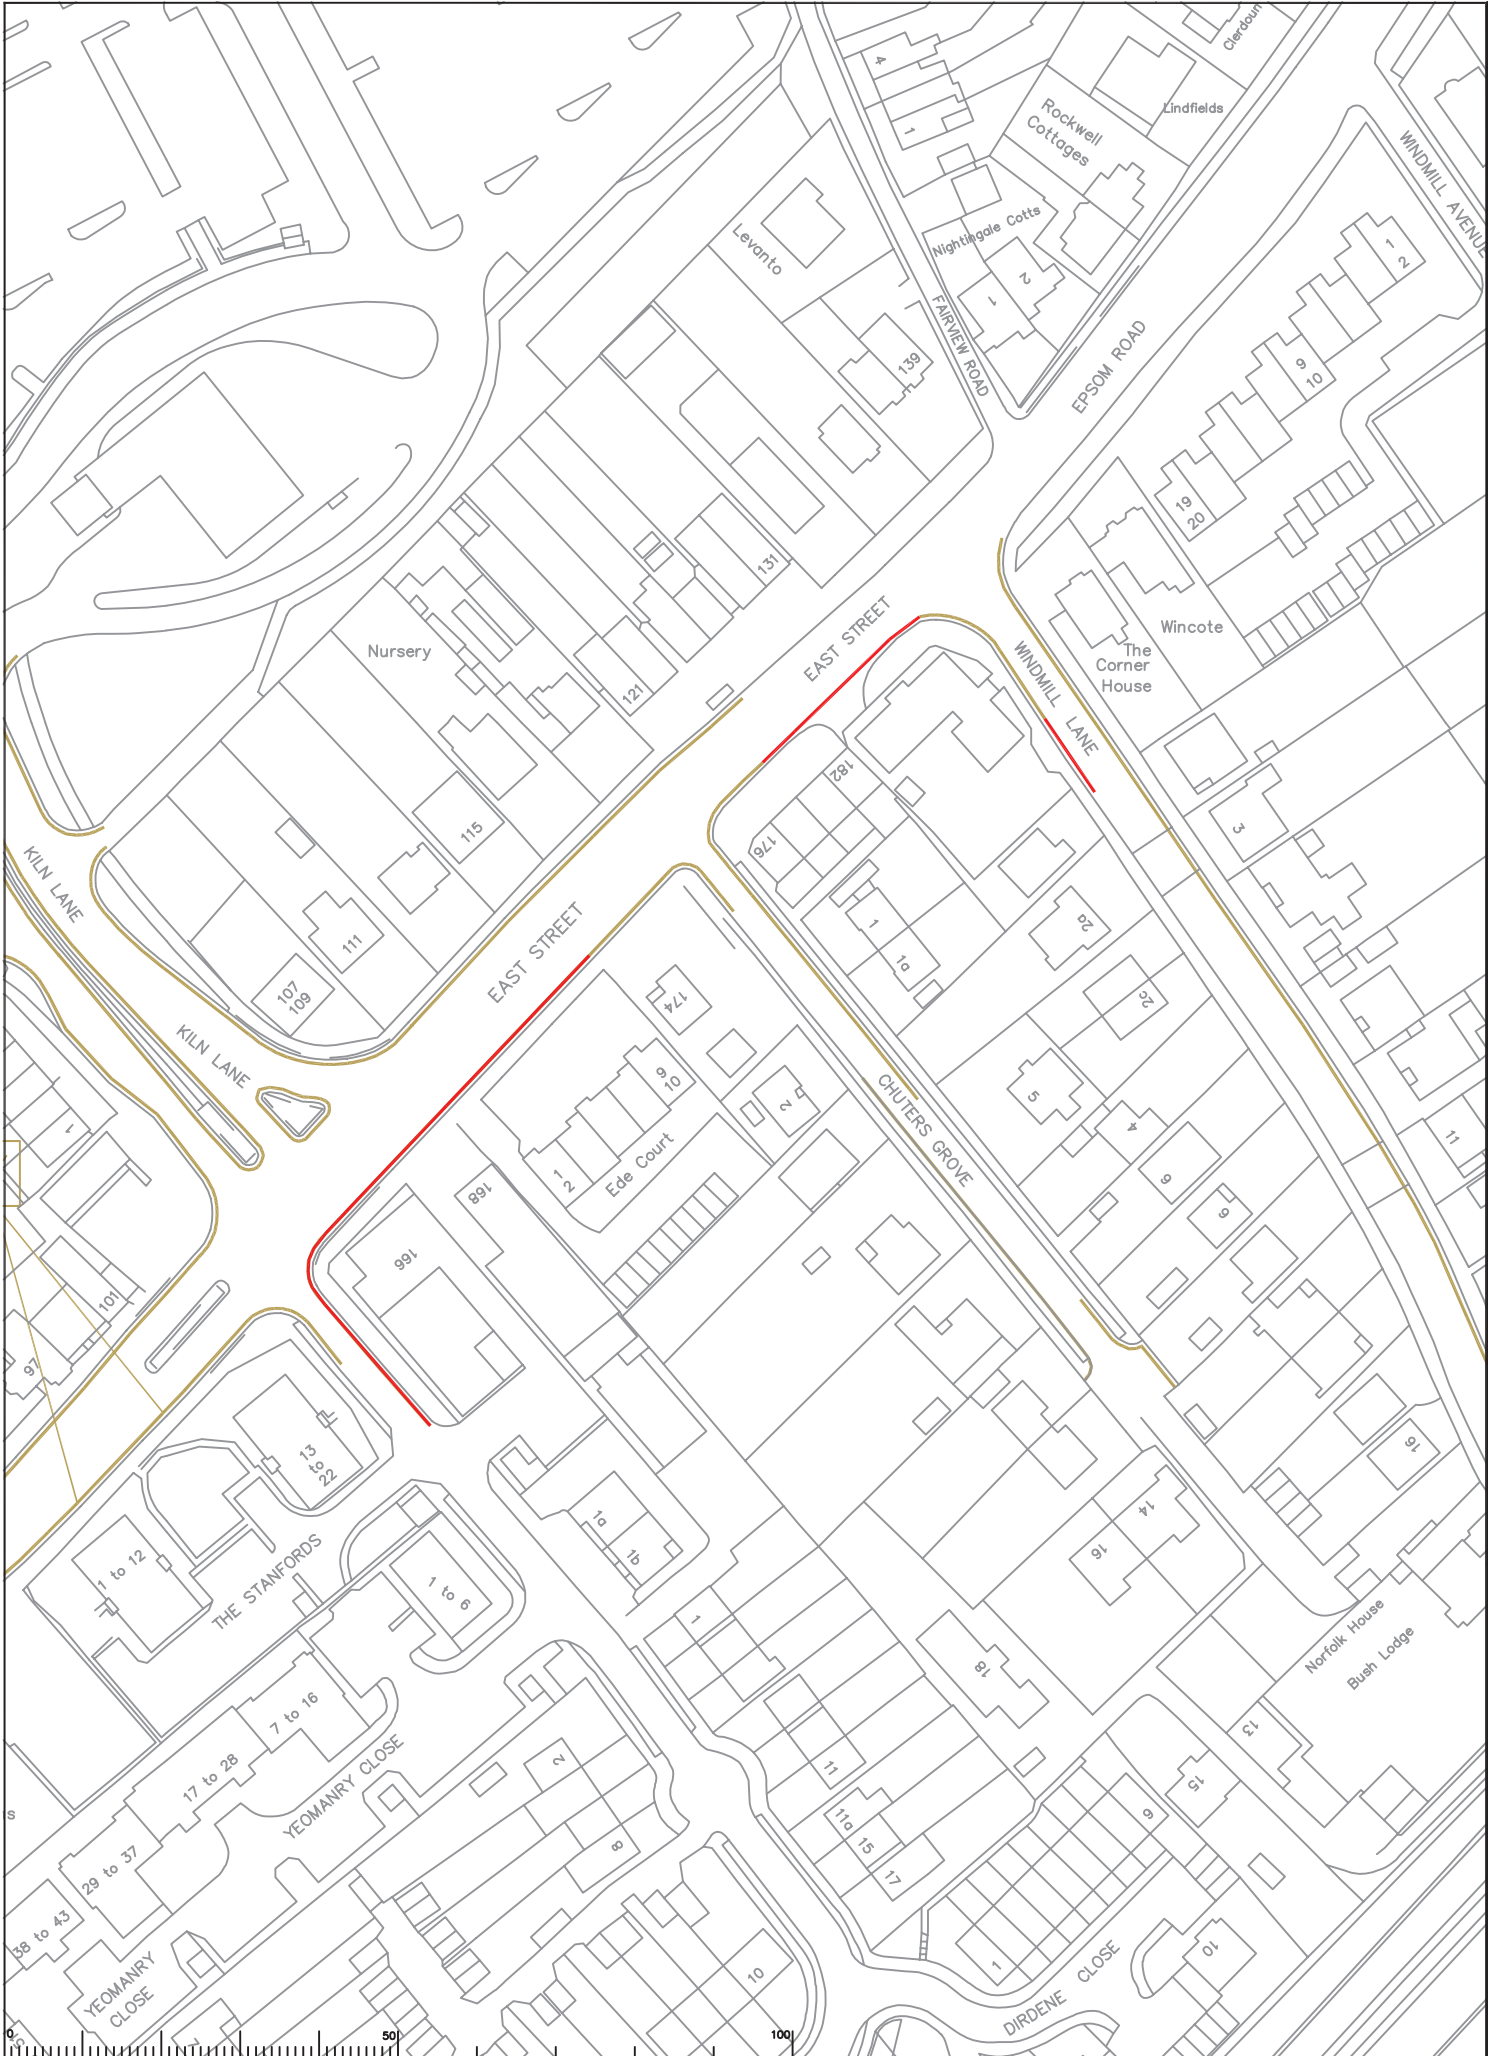 Clerdoun
4
Lindfields
Rockwell
Cottages
1
WINDMILL AVENUE
Nightingale Cotts
Levanto
2
1
1
2
FAIRVIEW ROAD
139
EPSOM ROAD
9
10
19
20
131
EAST STREET
Wincote
Nursery
The
Corner
House
WINDMILL LANE
121
182
115
3
176
KILN LANE
111
EAST STREET
1
1a
2a
107
109
174
2c
KILN LANE
9
10
2
5
CHUTERS GROVE
4
1
11
1
2
Ede Court
168
6
9
166
101
97
16
13
to
22
1a
1b
14
16
1 to 12
THE STANFORDS
1 to 6
1
Norfolk House
Bush Lodge
18
7 to 16
13
17 to 28
YEOMANRY CLOSE
2
11
15
s
11a
15
17
9
8
29 to 37
38 to 43
10
YEOMANRY
CLOSE
10
1
DIRDENE CLOSE
0
50
100